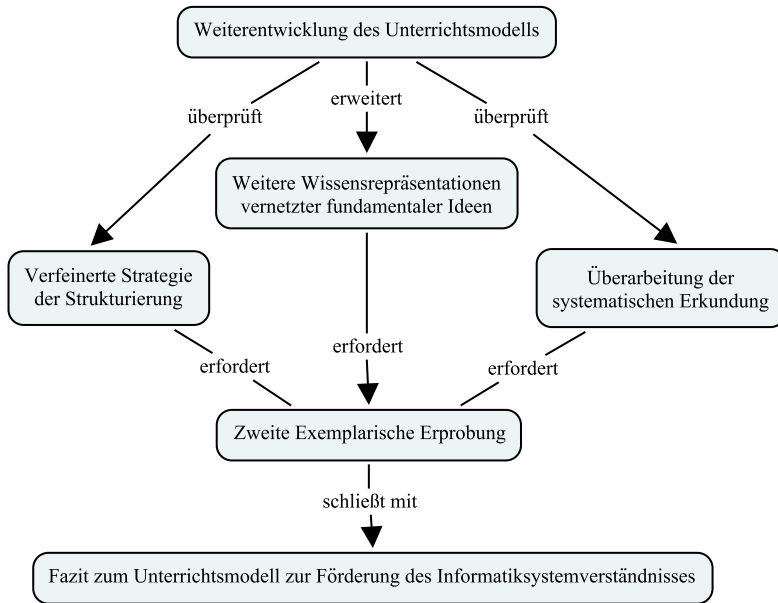 Weiterentwicklung des Unterrichtsmodells
überprüft
erweitert
überprüft
Weitere Wissensrepräsentationen
vernetzter fundamentaler Ideen
Verfeinerte Strategie
der Strukturierung
Überarbeitung der
systematischen Erkundung
erfordert
erfordert
erfordert
Zweite Exemplarische Erprobung
schließt mit
Fazit zum Unterrichtsmodell zur Förderung des Informatiksystemverständnisses